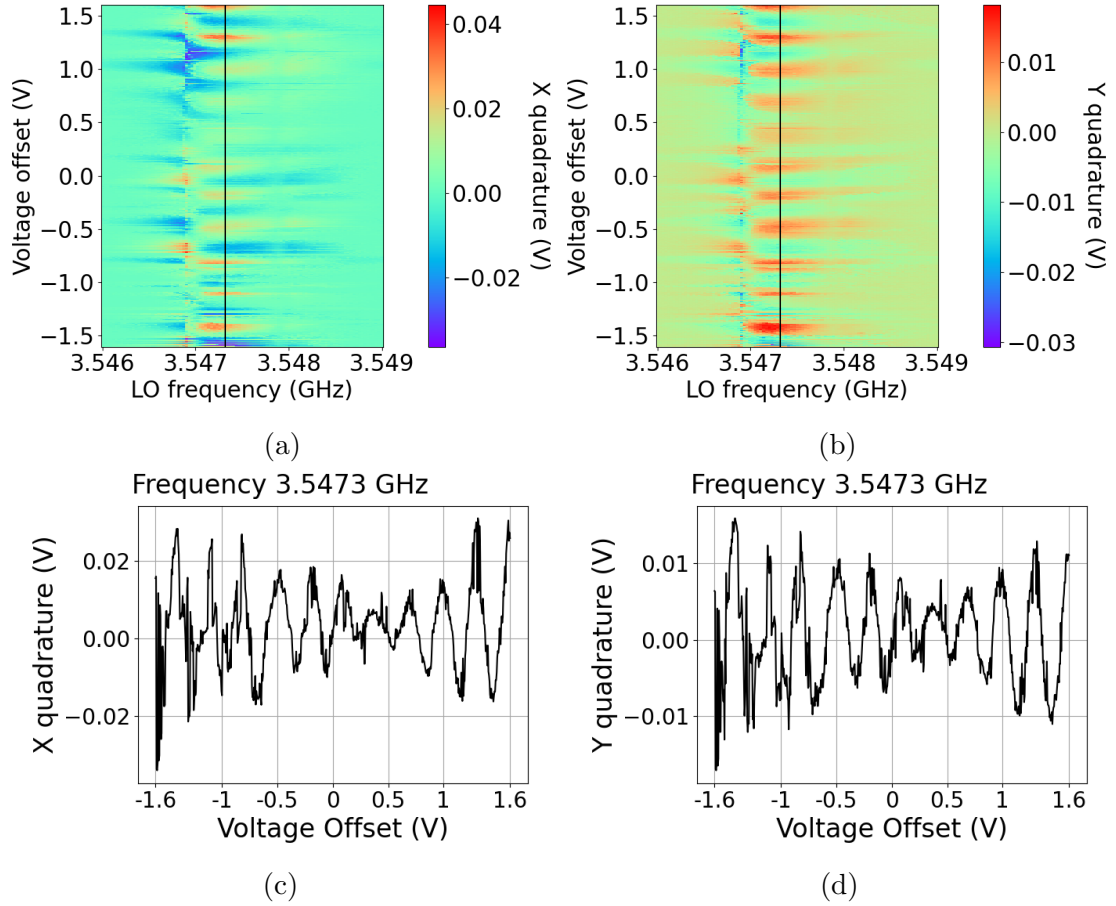 1.5
1.0
0.5
0.0
−0.5
−1.0
−1.5
Voltage offset (V)
3.546 3.547 3.548 3.549
LO frequency (GHz)
0.04
0.02
0.00
−0.02
X quadrature (V)
(a)
1.5
1.0
0.5
0.0
−0.5
−1.0
−1.5
Voltage offset (V)
3.546 3.547 3.548 3.549
LO frequency (GHz)
0.01
0.00
−0.01
−0.02
−0.03
Y quadrature (V)
(b)
Frequency 3.5473 GHz
0.02
0.00
−0.02
X quadrature (V)
-1.6 -1 -0.5 0 0.5 1 1.6
Voltage Offset (V)
(c)
Frequency 3.5473 GHz
0.01
0.00
−0.01
Y quadrature (V)
-1.6 -1 -0.5 0 0.5 1 1.6
Voltage Offset (V)
(d)